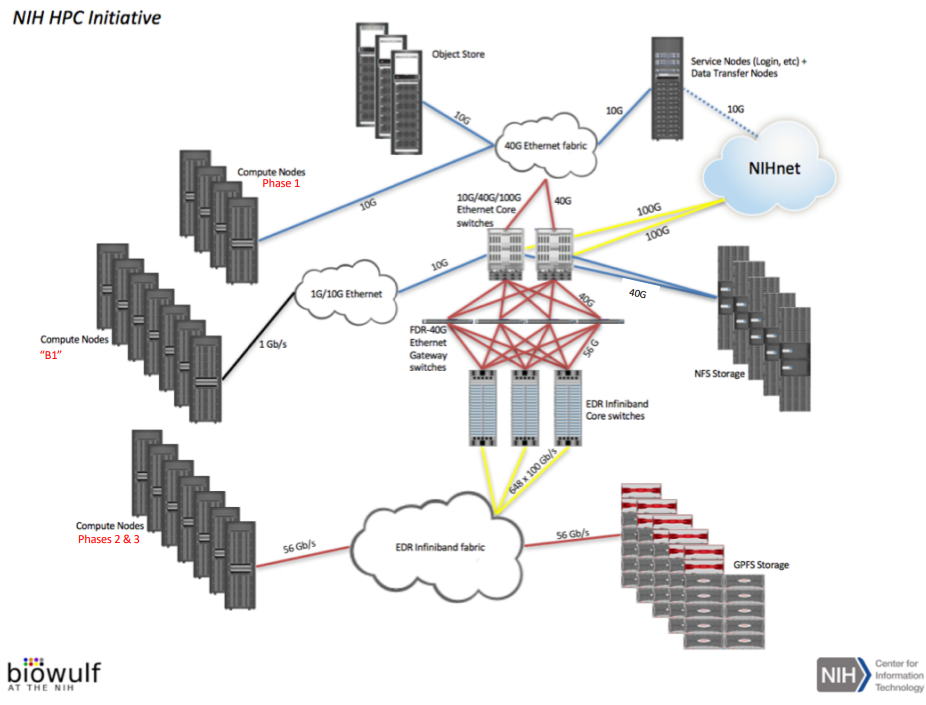 NIH HPC Initiative
Object Store
Service Nodes (Login, etc) +
Data Transfer Nodes
10G
10G
10G
40G Ethernet fabric
NIHnet
Compute Nodes
Phase 1
10G
10G/40G/100G
Ethernet Core
switches
40G
100G
100G
10G
1G/10G Ethernet
40G
40G
FDR-40G
Ethernet
Gateway
switches
56 G
1 Gb/s
Compute Nodes
"B1"
NFS Storage
EDR Infiniband
Core switches
648 x 100 Gb/s
Compute Nodes
Phases 2 & 3
56 Gb/s
EDR Infiniband fabric
56 Gb/s
GPFS Storage
biowulf
AT THE NIH
NIH
Center for
Information
Technology